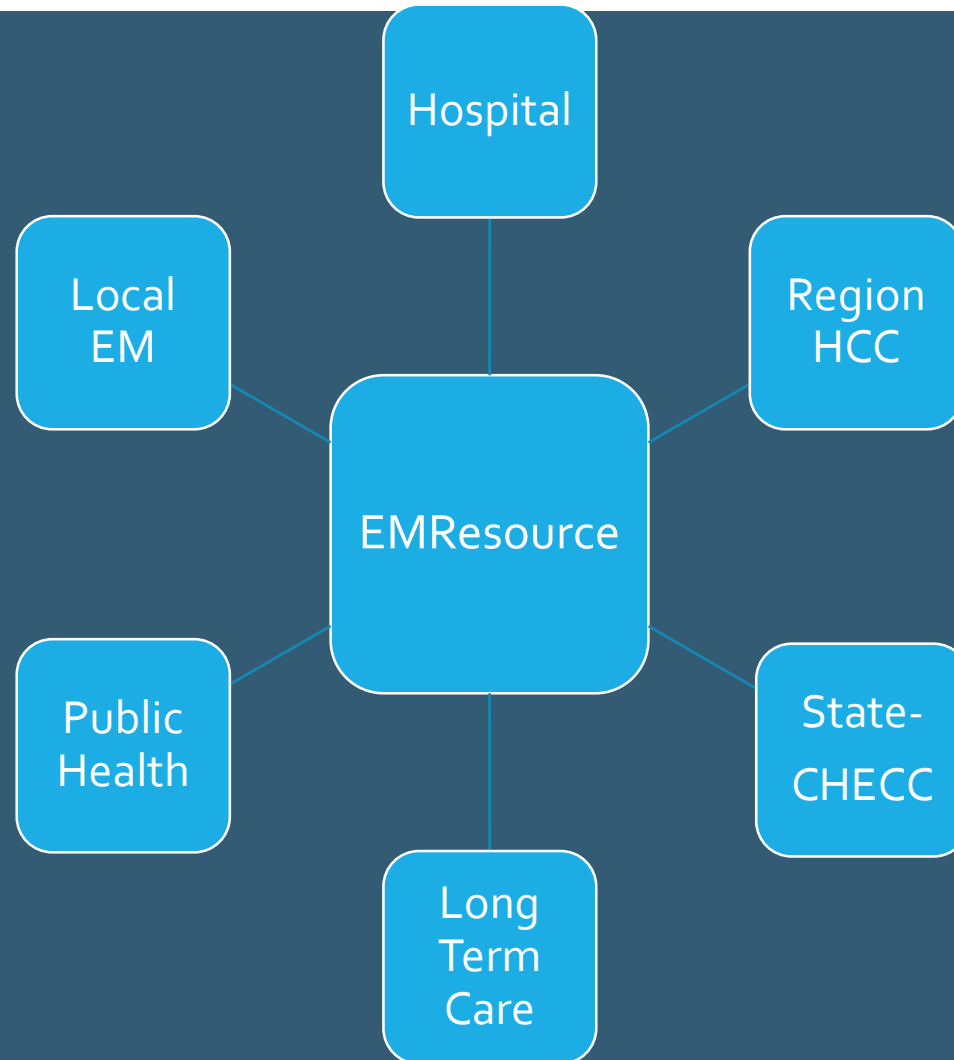 Hospital
Local
EM
Region
HCC
EMResource
Public
Health
State-
CHECC
Long
Term
Care